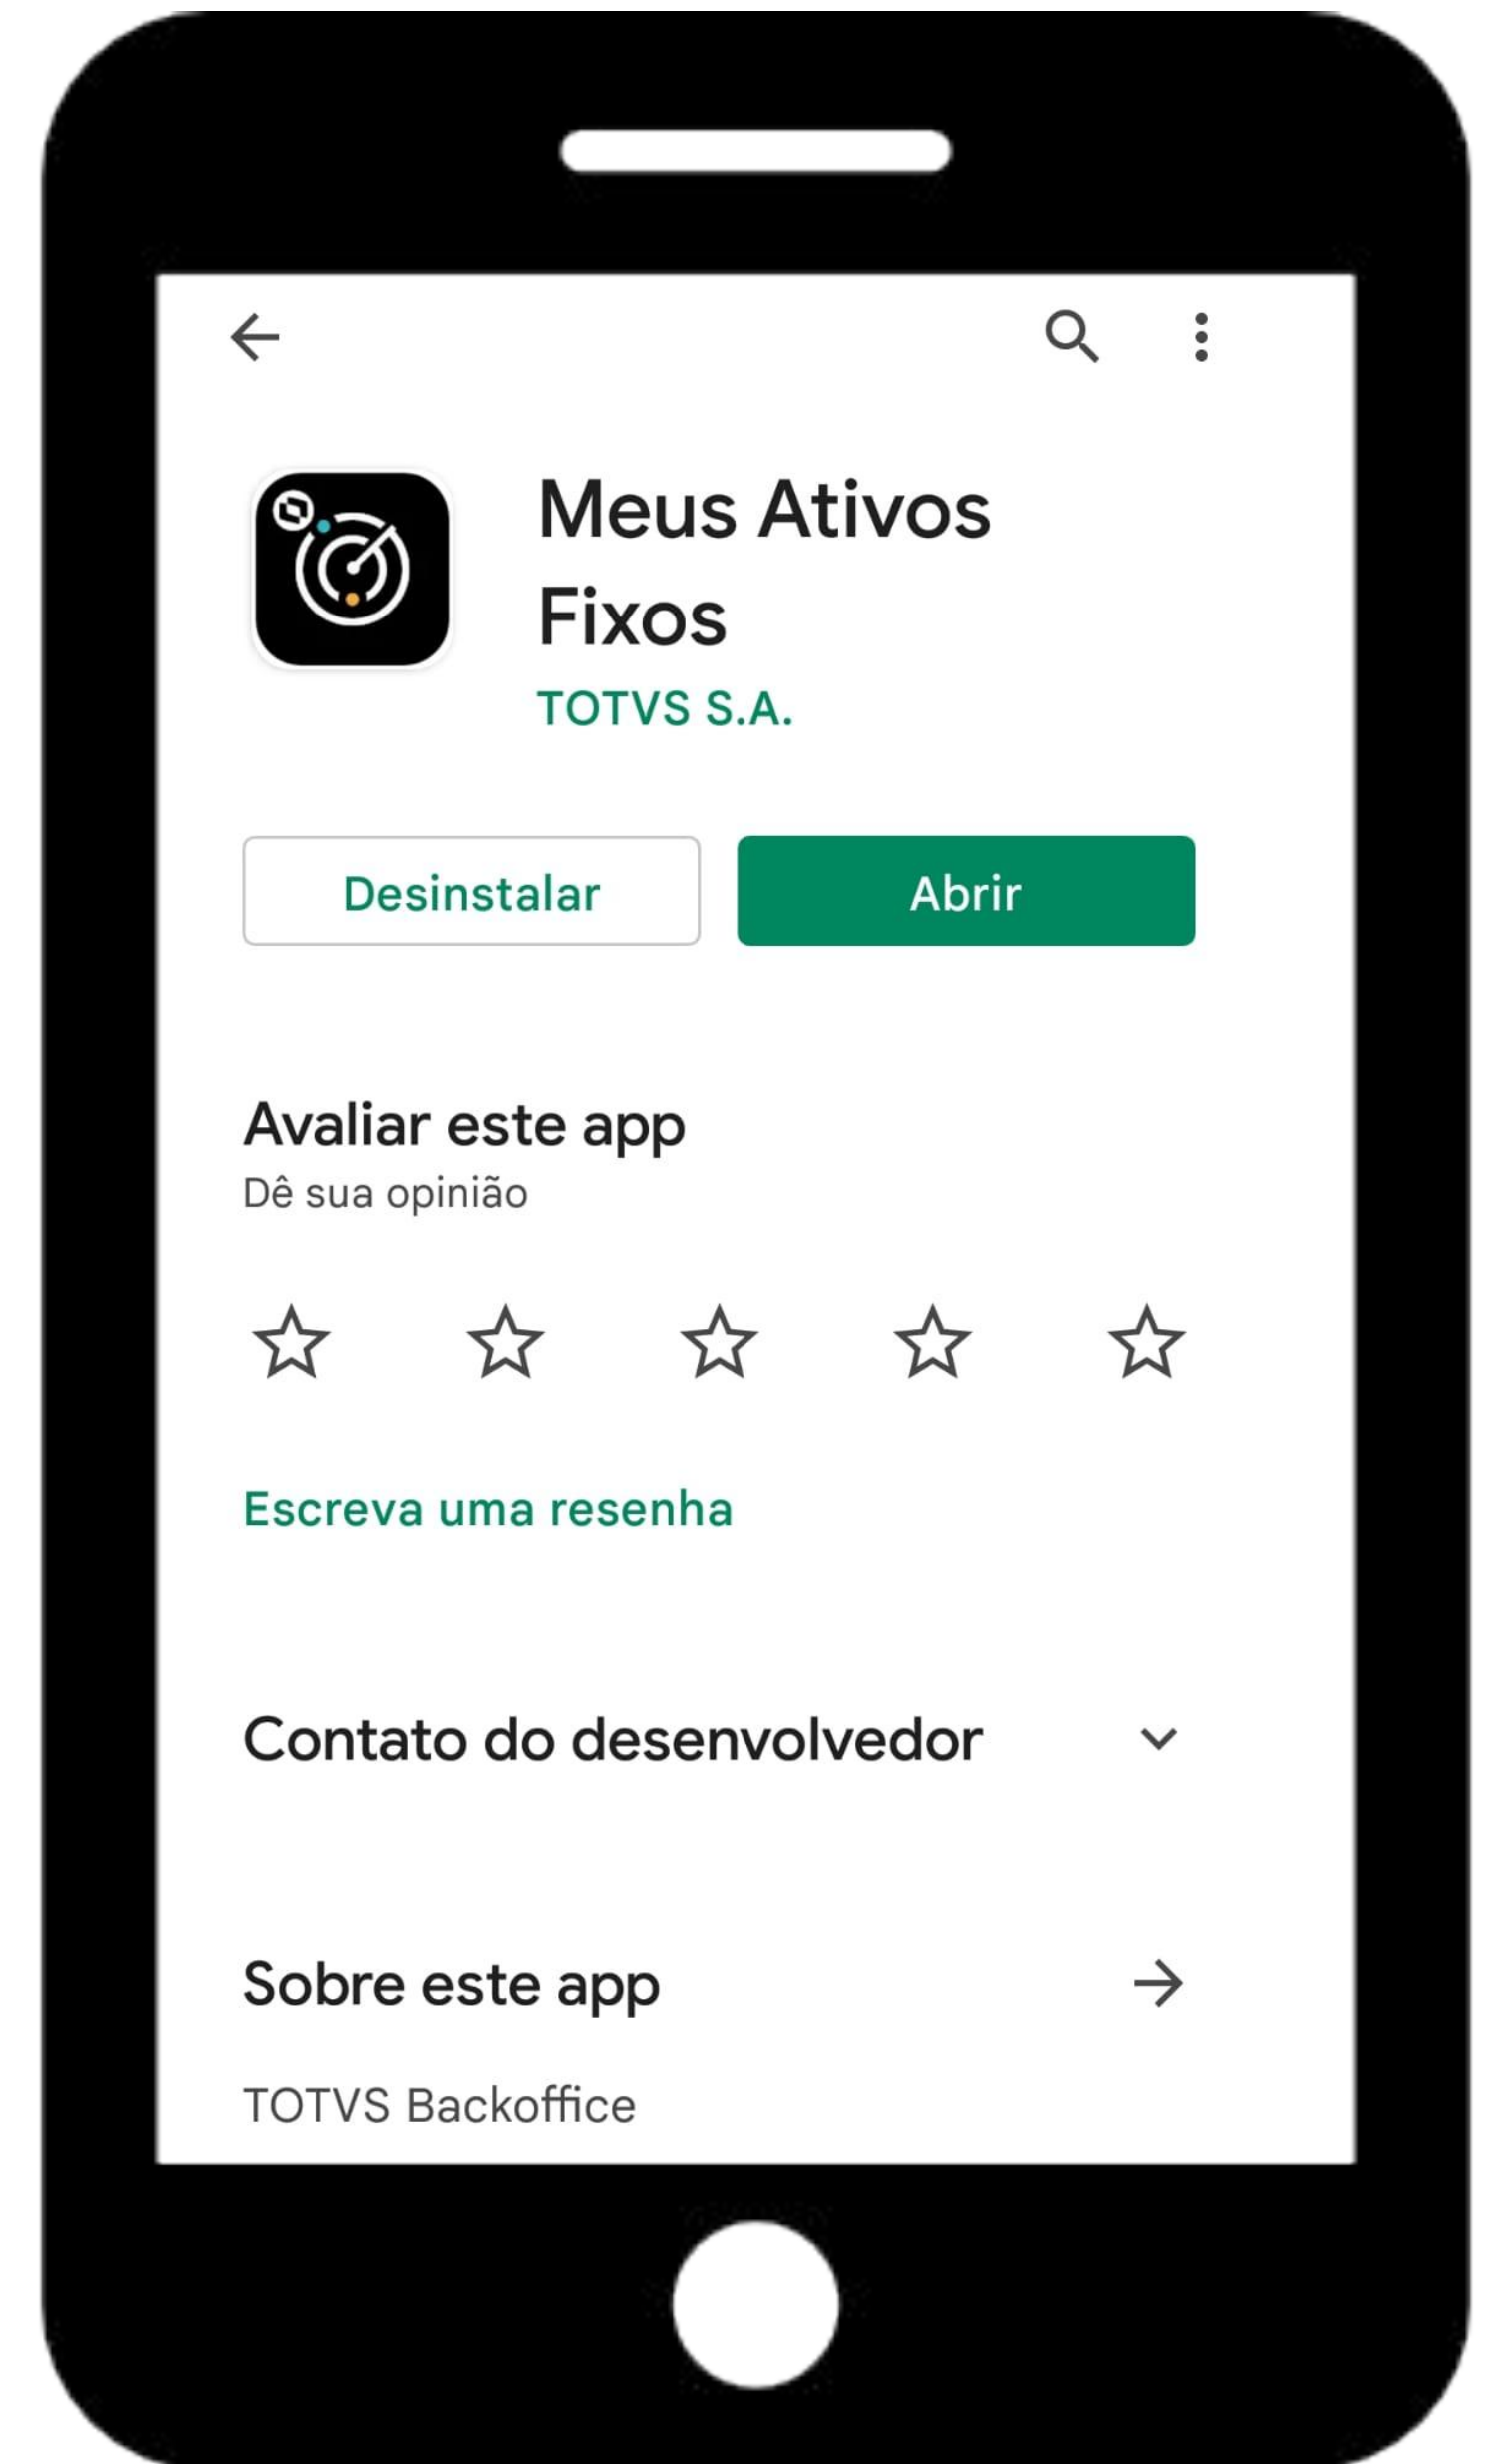 Meus Ativos
Fixos
TOTVS S.A.
Desinstalar
Abrir
Avaliar este app
Dê sua opinião
Escreva uma resenha
Contato do desenvolvedor
Sobre este app
TOTVS Backoffice